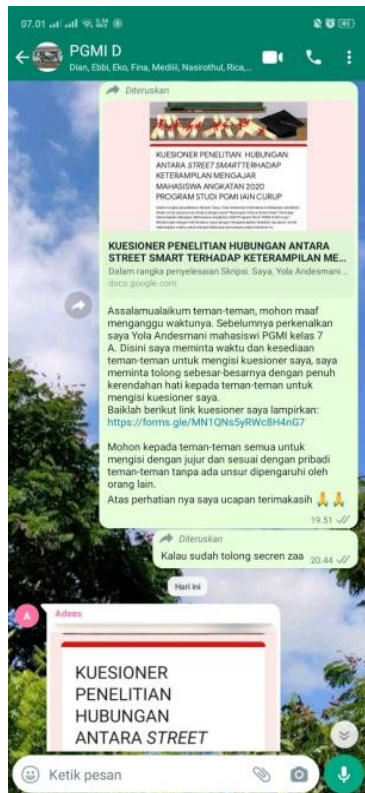 07.01
45
PGMI D
Dian, Ebbi, Eko, Fina, Mediii, Nasirothul, Rica,...
Diteruskan
KUESIONER PENELITIAN HUBUNGAN
ANTARA STREET SMARTTERHADAP
KETERAMPILAN MENGAJAR
MAHASISWA ANGKATAN 2020
PROGRAM STUDI PGMI IAIN CURUP
KUESIONER PENELITIAN HUBUNGAN ANTARA
STREET SMART TERHADAP KETERAMPILAN ME...
Dalam rangka penyelesaian Skripsi. Saya, Yola Andesmani ...
docs.google.com
Assalamualaikum teman-teman, mohon maaf
menganggu waktunya. Sebelumnya perkenalkan
saya Yola Andesmani mahasiswi PGMI kelas 7
A. Disini saya meminta waktu dan kesediaan
teman-teman untuk mengisi kuesioner saya, saya
meminta tolong sebesar-besarnya dengan penuh
kerendahan hati kepada teman-teman untuk
mengisi kuesioner saya.
Baiklah berikut link kuesioner saya lampirkan:
https://forms.gle/MN1QNs5yRWc8H4nG7
Mohon kepada teman-teman semua untuk
mengisi dengan jujur dan sesuai dengan pribadi
teman-teman tanpa ada unsur dipengaruhi oleh
orang lain.
Atas perhatian nya saya ucapan terimakasih 🙏🙏
19.51
Diteruskan
Kalau sudah tolong secren zaa 20.44
Hari ini
A Adees
KUESIONER
PENELITIAN
HUBUNGAN
ANTARA STREET
Ketik pesan